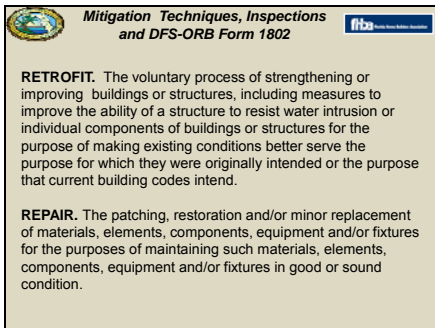 Mitigation Techniques, Inspections
and DFS-ORB Form 1802
fhba Florida Home Builders Association
RETROFIT. The voluntary process of strengthening or
improving buildings or structures, including measures to
improve the ability of a structure to resist water intrusion or
individual components of buildings or structures for the
purpose of making existing conditions better serve the
purpose for which they were originally intended or the purpose
that current building codes intend.
REPAIR. The patching, restoration and/or minor replacement
of materials, elements, components, equipment and/or fixtures
for the purposes of maintaining such materials, elements,
components, equipment and/or fixtures in good or sound
condition.